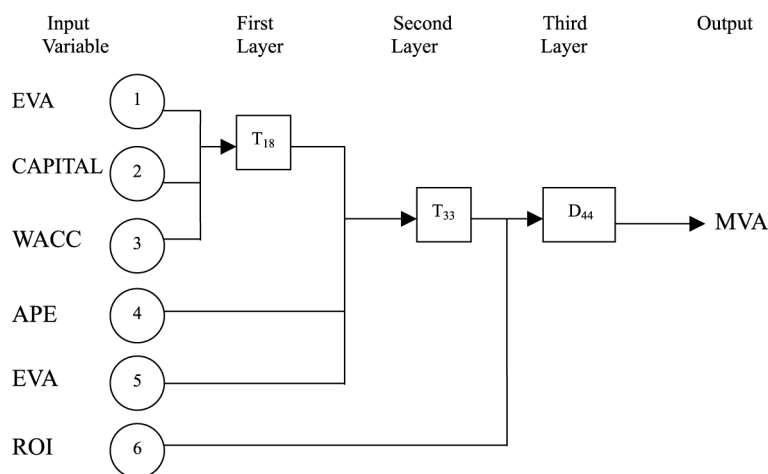 Input Variable
First Layer
Second Layer
Third Layer
Output
EVA 1
CAPITAL 2
WACC 3
APE 4
EVA 5
ROI 6
T18
T33
D44
MVA